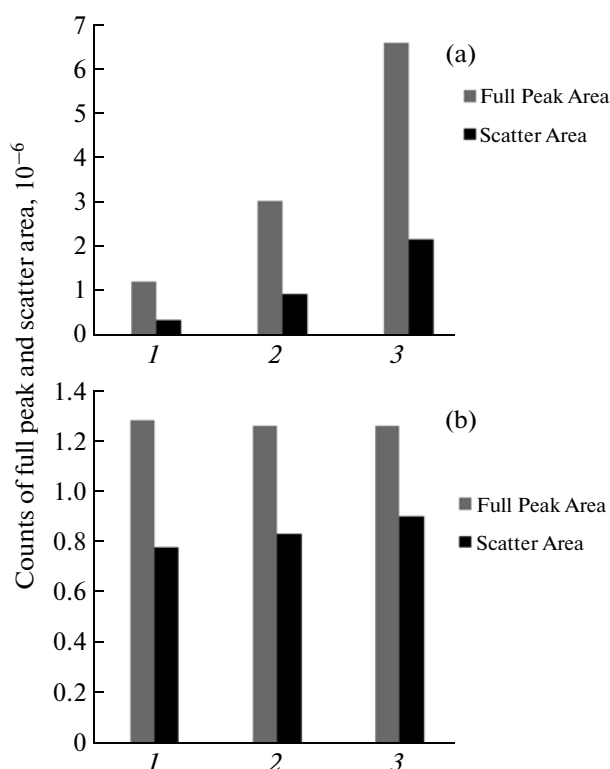 Counts of full peak and scatter area, 10⁻⁶
(a)
7
6
5
4
3
2
1
0
1 2 3
Full Peak Area
Scatter Area
(b)
1.4
1.2
1.0
0.8
0.6
0.4
0.2
0
1 2 3
Full Peak Area
Scatter Area